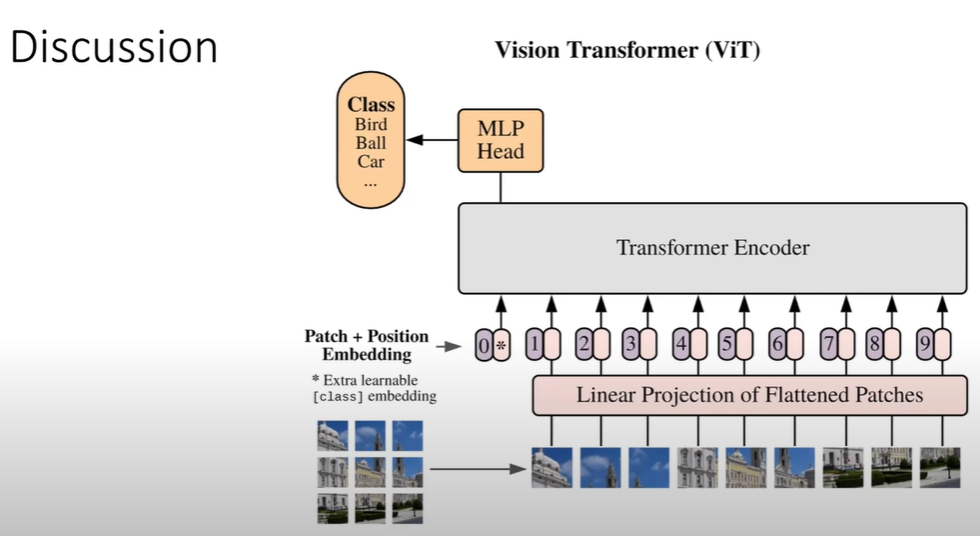 Discussion
Vision Transformer (ViT)
Class
Bird
Ball
Car
...
MLP
Head
Transformer Encoder
Patch + Position
Embedding
0 * 1 2 3 4 5 6 7 8 9
* Extra learnable
[class] embedding
Linear Projection of Flattened Patches